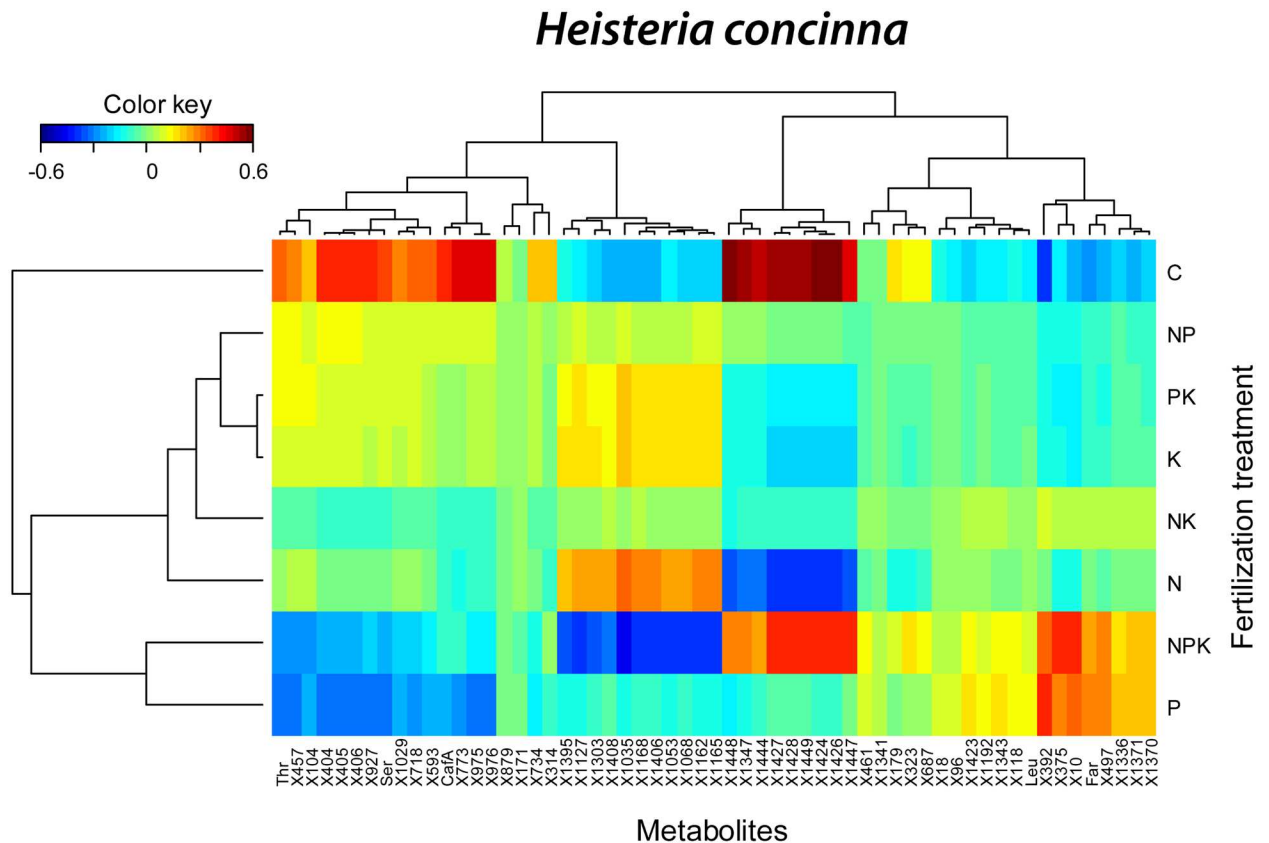 Heisteria concinna
Color key
-0.6 0 0.6
C
NP
PK
K
NK
N
NPK
P
Fertilization treatment
Thr
X457
X104
X404
X405
X406
X927
Ser
X1029
X718
X593
CafA
X773
X975
X976
X879
X171
X734
X314
X1395
X1127
X1303
X1408
X1035
X1168
X1406
X1053
X1088
X1162
X1165
X1448
X1347
X1444
X1427
X1428
X1449
X1424
X1426
X1447
X461
X1341
X179
X323
X687
X18
X96
X1423
X1192
X1343
X118
Leu
X392
X375
X10
Far
X497
X1336
X1371
X1370
Metabolites